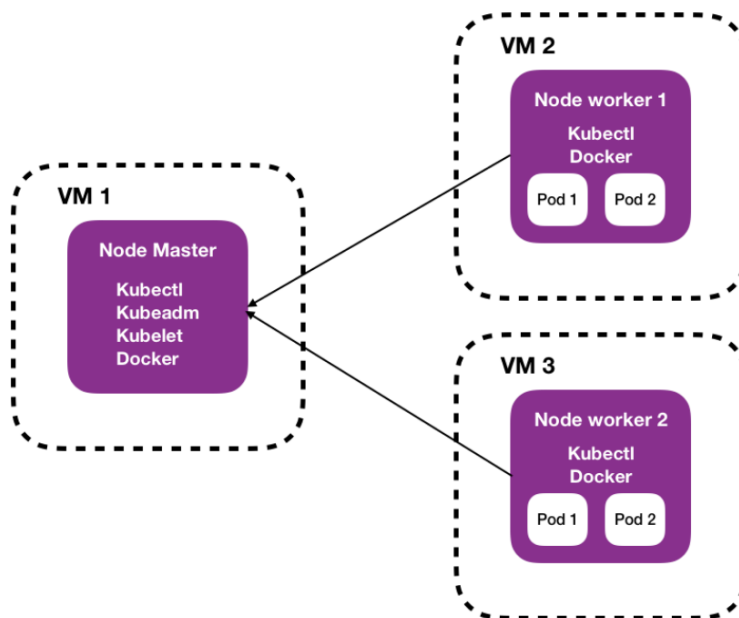 VM 1
Node Master
Kubectl
Kubeadm
Kubelet
Docker
VM 2
Node worker 1
Kubectl
Docker
Pod 1
Pod 2
VM 3
Node worker 2
Kubectl
Docker
Pod 1
Pod 2